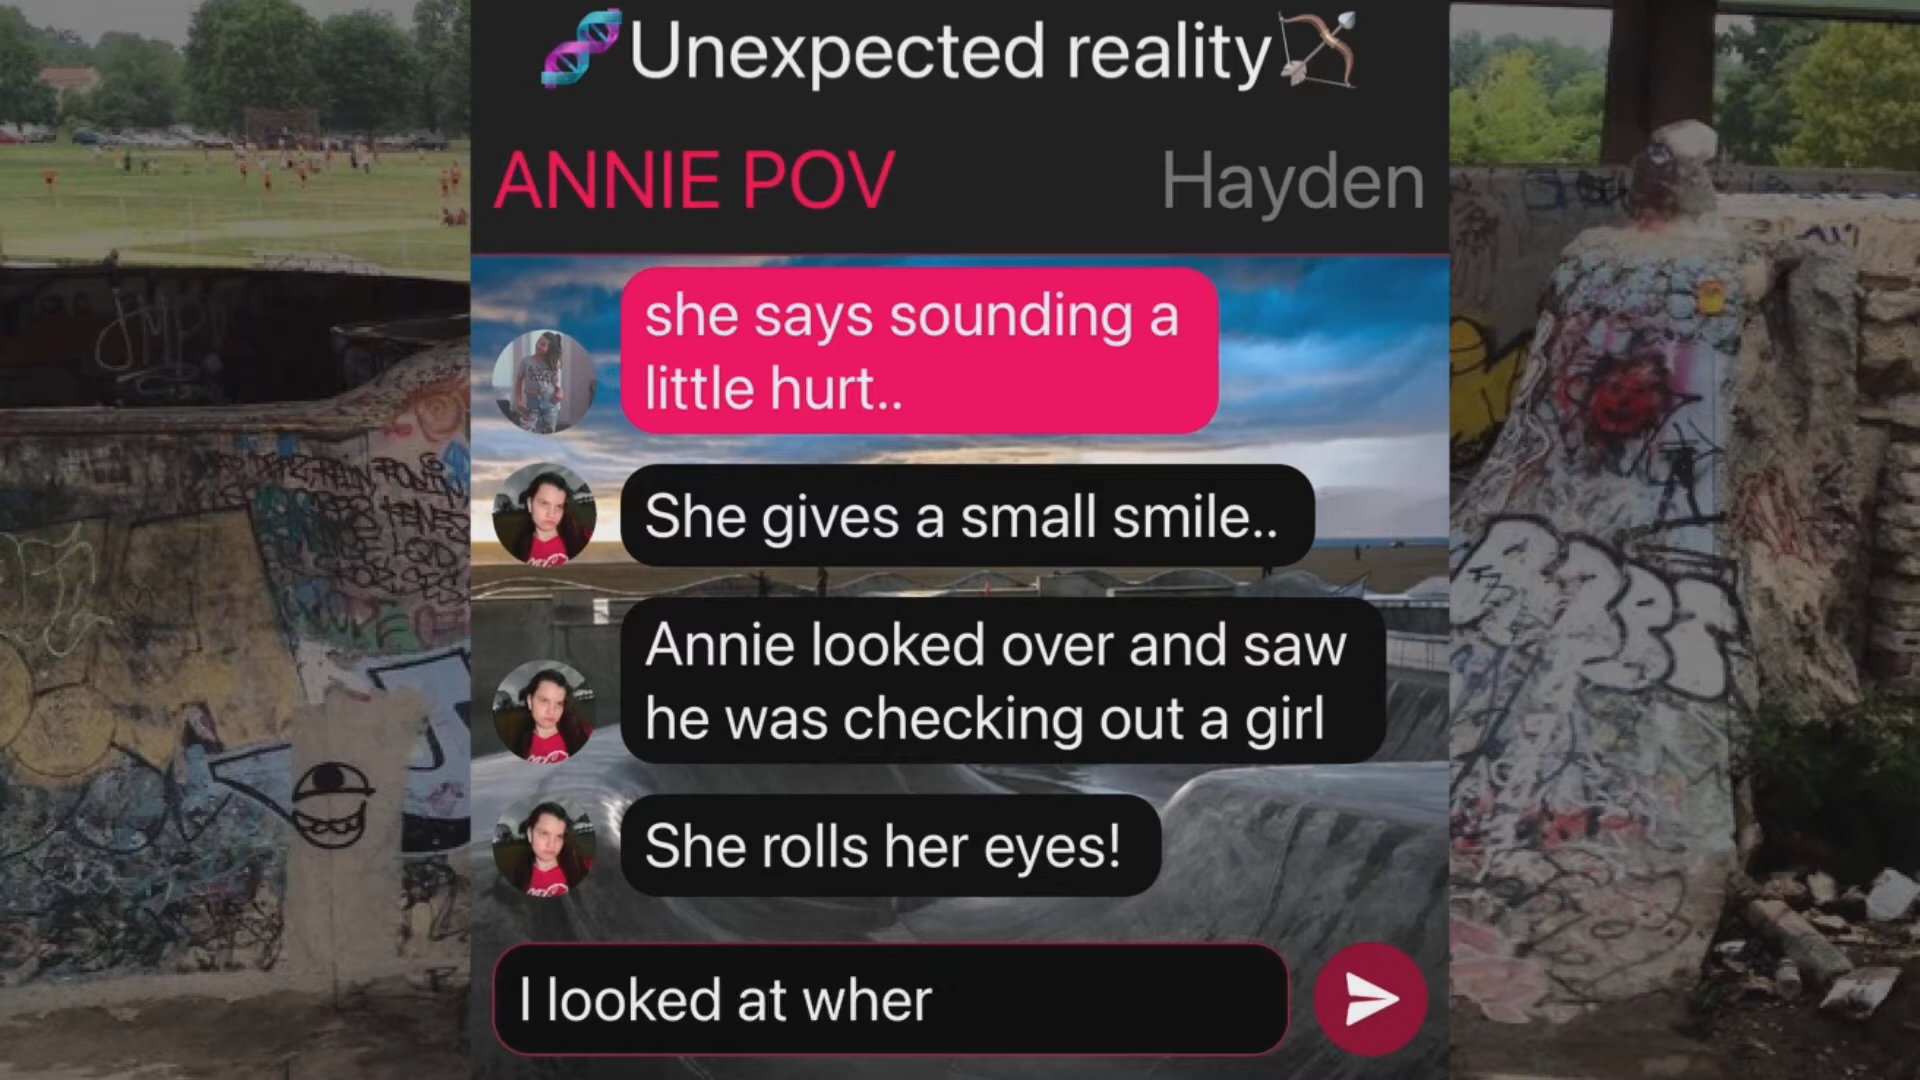 🧬Unexpected reality🏹
ANNIE POV
Hayden
she says sounding a
little hurt..
She gives a small smile..
Annie looked over and saw
he was checking out a girl
She rolls her eyes!
I looked at wher